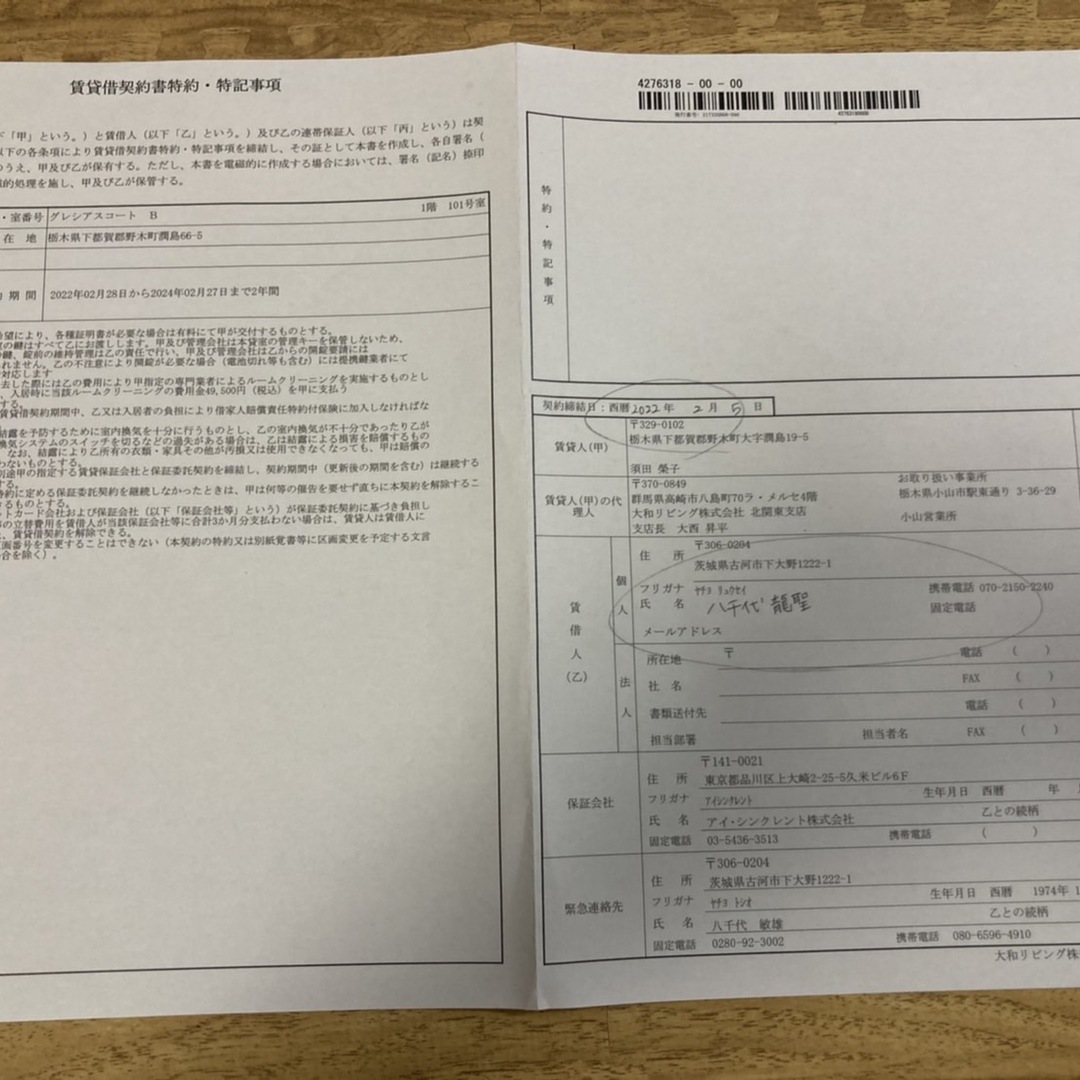 賃貸借契約書特約・特記事項
下「甲」という。）と賃借人（以下「乙」という。）及び乙の連帯保証人（以下「丙」という）は契
以下の各条項により賃貸借契約書特約・特記事項を締結し、その証として本書を作成し、各自署名（
のうえ、甲及び乙が保有する。ただし、本書を電磁的に作成する場合においては、署名（記名）捺印
的処理を施し、甲及び乙が保管する。
・室番号 グレシアスコート B 1階 101号室
在 地 栃木県下都賀郡野木町潤島66-5
期 間 2022年02月28日から2024年02月27日まで2年間
希望により、各種証明書が必要な場合は有料にて甲が交付するものとする。
の鍵はすべて乙にお渡しします。甲及び管理会社は本貸室の管理キーを保管しないため、
の鍵、錠前の維持管理は乙の責任で行い、甲及び管理会社は乙からの開錠要請には
れません。乙の不注意により開錠が必要な場合（電池切れ等も含む）には提携鍵業者にて
対応します
去した際には乙の費用により甲指定の専門業者によるルームクリーニングを実施するものとし
、入居時に当該ルームクリーニングの費用金49,500円（税込）を甲に支払う
する。
賃貸借契約期間中、乙又は入居者の負担により借家人賠償責任特約付保険に加入しなければな
結露を予防するために室内換気を十分に行うものとし、乙の室内換気が不十分であったり乙が
換気システムのスイッチを切るなどの過失がある場合は、乙は結露による損害を賠償するもの
なお、結露により乙所有の衣類・家具その他が汚損又は使用できなくなっても、甲は賠償の
わないものとする。
別途甲の指定する賃貸保証会社と保証委託契約を締結し、契約期間中（更新後の期間を含む）は継続する
する。
特約に定める保証委託契約を継続しなかったときは、甲は何等の催告を要せず直ちに本契約を解除するこ
るものとする。
ットカード会社および保証会社（以下「保証会社等」という）が保証委託契約に基づき負担し
等の立替費用を賃借人が当該保証会社等に合計3か月分支払わない場合は、賃貸人は賃借人に
、賃貸借契約を解除できる。
区画番号を変更することはできない（本契約の特約又は別紙覚書等に区画変更を予定する文言
合を除く）。
4276318 - 00 - 00
特約・特記事項
契約締結日：西暦 2022 年 2 月 5 日
賃貸人(甲)
〒329-0102
栃木県下都賀郡野木町大字潤島19-5
須田 榮子
賃貸人(甲)の代理人
〒370-0849
群馬県高崎市八島町70ラ・メルセ4階
大和リビング株式会社 北関東支店
支店長 大西 昇平
お取り扱い事業所
栃木県小山市駅東通り 3-36-29
小山営業所
賃借人(乙)
個人
住 所 〒306-0204
茨城県古河市下大野1222-1
フリガナ ヤチヨ リュウセイ 携帯電話 070-2150-2240
氏 名 八千代 龍聖 固定電話
メールアドレス
法人
所在地 〒 電話 ( )
社 名 FAX ( )
書類送付先 電話 ( )
担当部署 担当者名 FAX ( )
保証会社
〒141-0021
住 所 東京都品川区上大崎2-25-5久米ビル6F
フリガナ アイシンクレント 生年月日 西暦 年
氏 名 アイ・シンクレント株式会社 乙との続柄
固定電話 03-5436-3513 携帯電話 ( )
緊急連絡先
〒306-0204
住 所 茨城県古河市下大野1222-1
フリガナ ヤチヨ トシオ 生年月日 西暦 1974年 1
氏 名 八千代 敏雄 乙との続柄
固定電話 0280-92-3002 携帯電話 080-6596-4910
大和リビング株